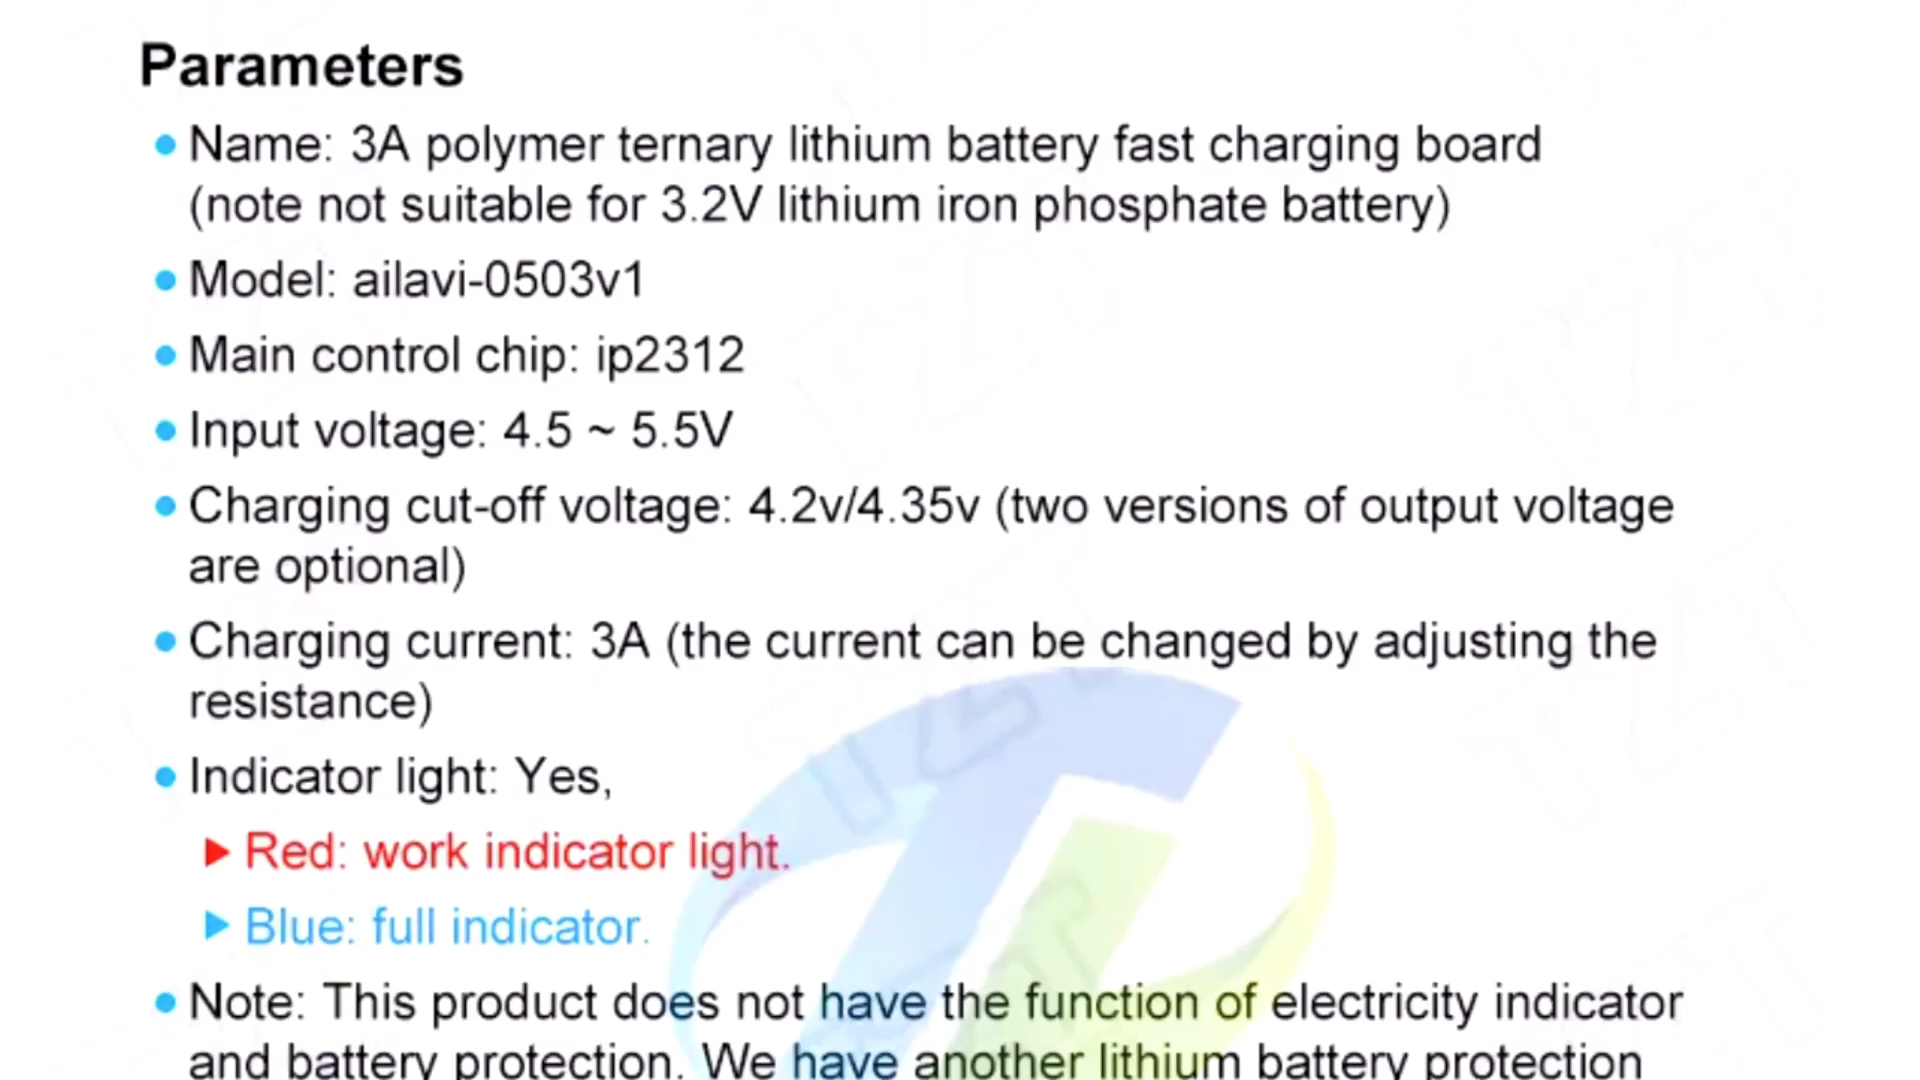 Parameters
Name: 3A polymer ternary lithium battery fast charging board
(note not suitable for 3.2V lithium iron phosphate battery)
Model: ailavi-0503v1
Main control chip: ip2312
Input voltage: 4.5 ~ 5.5V
Charging cut-off voltage: 4.2v/4.35v (two versions of output voltage
are optional)
Charging current: 3A (the current can be changed by adjusting the
resistance)
Indicator light: Yes,
Red: work indicator light.
Blue: full indicator.
Note: This product does not have the function of electricity indicator
and battery protection. We have another lithium battery protection